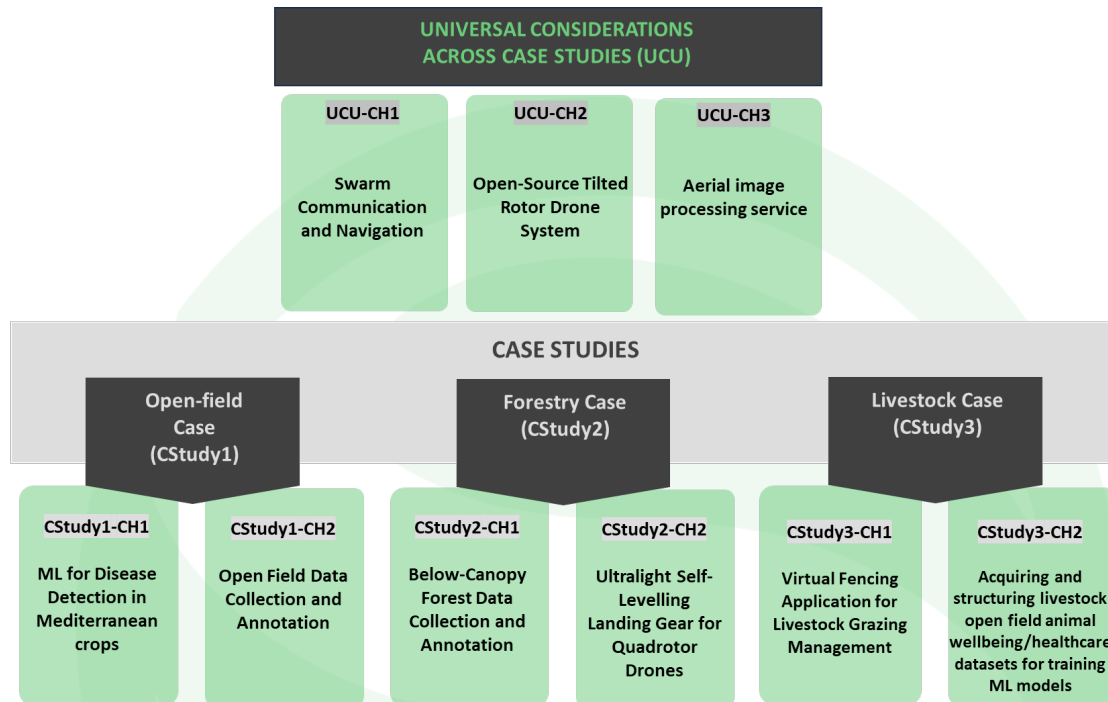 UNIVERSAL CONSIDERATIONS
ACROSS CASE STUDIES (UCU)
UCU-CH1
Swarm
Communication
and Navigation
UCU-CH2
Open-Source Tilted
Rotor Drone
System
UCU-CH3
Aerial image
processing service
CASE STUDIES
Open-field
Case
(CStudy1)
Forestry Case
(CStudy2)
Livestock Case
(CStudy3)
CStudy1-CH1
ML for Disease
Detection in
Mediterranean
crops
CStudy1-CH2
Open Field Data
Collection and
Annotation
CStudy2-CH1
Below-Canopy
Forest Data
Collection and
Annotation
CStudy2-CH2
Ultralight Self-
Levelling
Landing Gear for
Quadrotor
Drones
CStudy3-CH1
Virtual Fencing
Application for
Livestock Grazing
Management
CStudy3-CH2
Acquiring and
structuring livestock
open field animal
wellbeing/healthcare
datasets for training
ML models